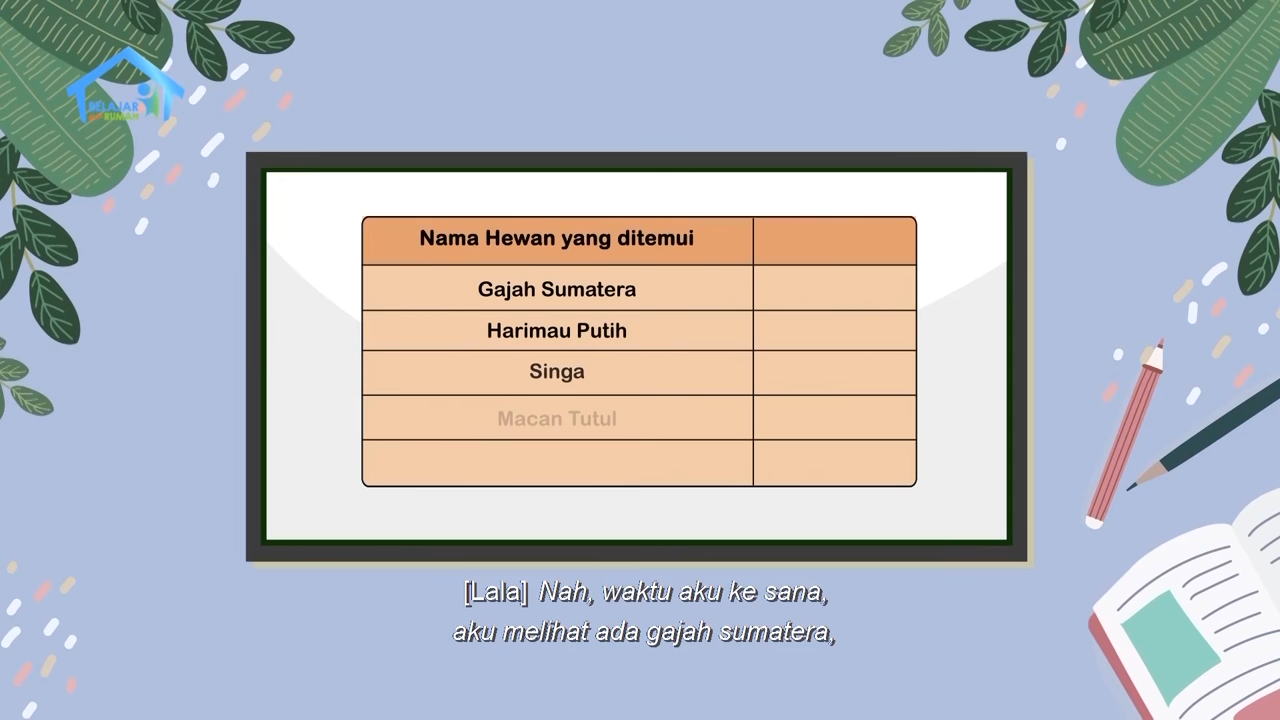 BELAJAR
DI RUMAH
Nama Hewan yang ditemui
Gajah Sumatera
Harimau Putih
Singa
Macan Tutul
[Lala] Nah, waktu aku ke sana,
aku melihat ada gajah sumatera,